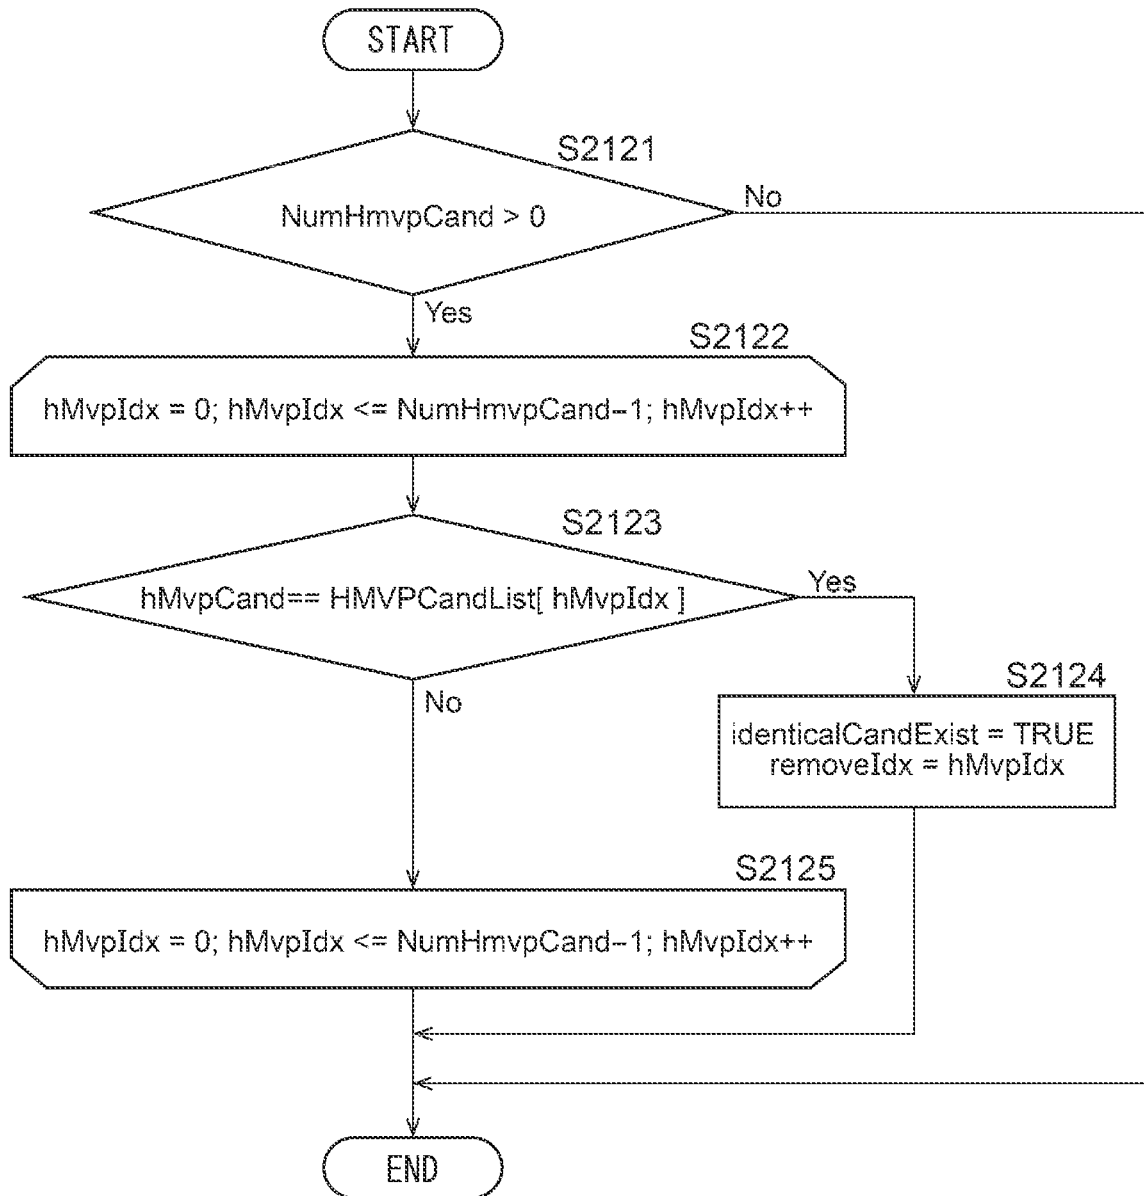 START
S2121
NumHmvpCand > 0
No
Yes
S2122
hMvpIdx = 0; hMvpIdx <= NumHmvpCand-1; hMvpIdx++
S2123
hMvpCand== HMVPCandList[ hMvpIdx ]
Yes
No
S2124
identicalCandExist = TRUE
removeIdx = hMvpIdx
S2125
hMvpIdx = 0; hMvpIdx <= NumHmvpCand-1; hMvpIdx++
END